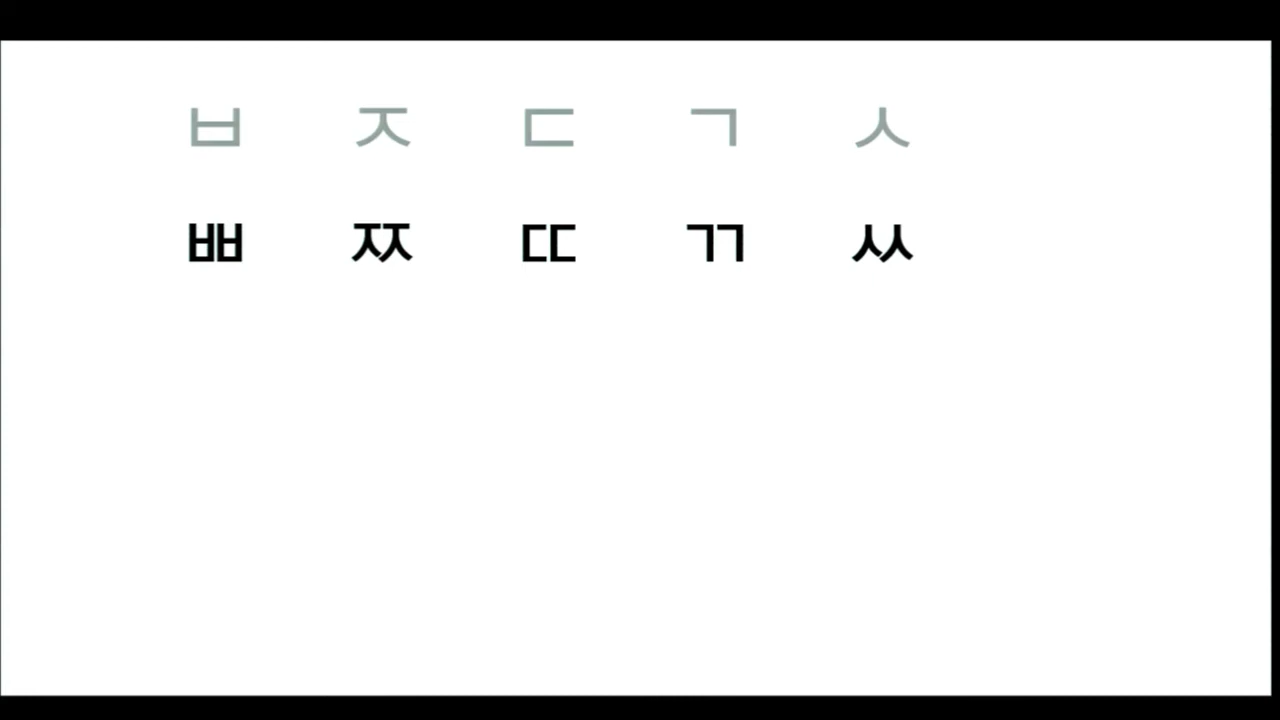 ㅂ ㅈ ㄷ ㄱ ㅅ
ㅃ ㅉ ㄸ ㄲ ㅆ